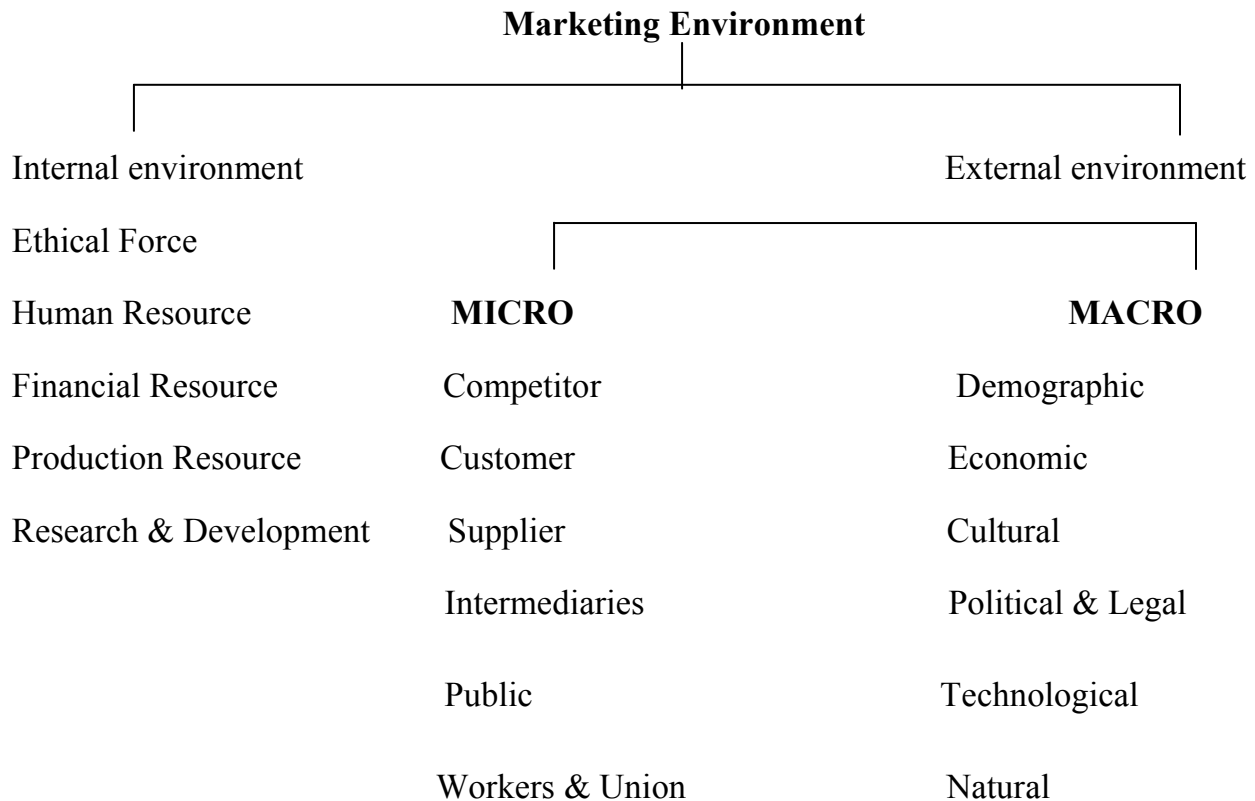 Marketing Environment
Internal environment
External environment
Ethical Force
Human Resource
MICRO
MACRO
Financial Resource
Competitor
Demographic
Production Resource
Customer
Economic
Research & Development
Supplier
Cultural
Intermediaries
Political & Legal
Public
Technological
Workers & Union
Natural